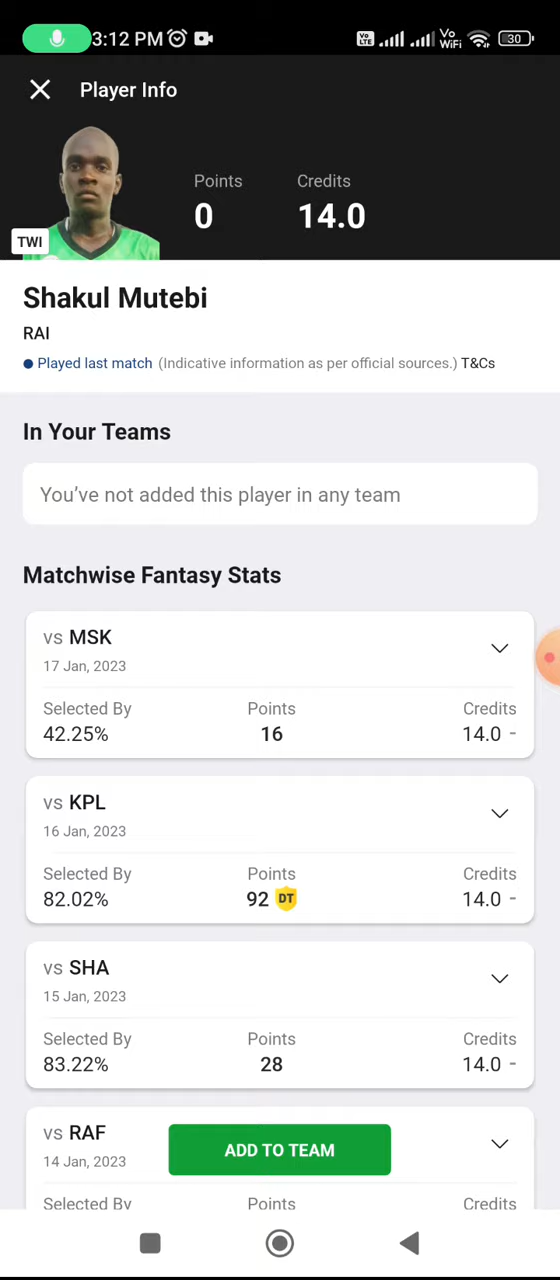 3:12 PM
Vo LTE
Vo WiFi
30
Player Info
Points
Credits
0
14.0
TWI
Shakul Mutebi
RAI
Played last match (Indicative information as per official sources.) T&Cs
In Your Teams
You've not added this player in any team
Matchwise Fantasy Stats
vs MSK
17 Jan, 2023
Selected By Points Credits
42.25% 16 14.0 -
vs KPL
16 Jan, 2023
Selected By Points Credits
82.02% 92 DT 14.0 -
vs SHA
15 Jan, 2023
Selected By Points Credits
83.22% 28 14.0 -
vs RAF
14 Jan, 2023
ADD TO TEAM
Selected By Points Credits